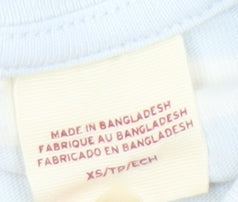 MADE IN BANGLADESH
FABRIQUE AU BANGLADESH
FABRICADO EN BANGLADESH
XS/TP/ECH